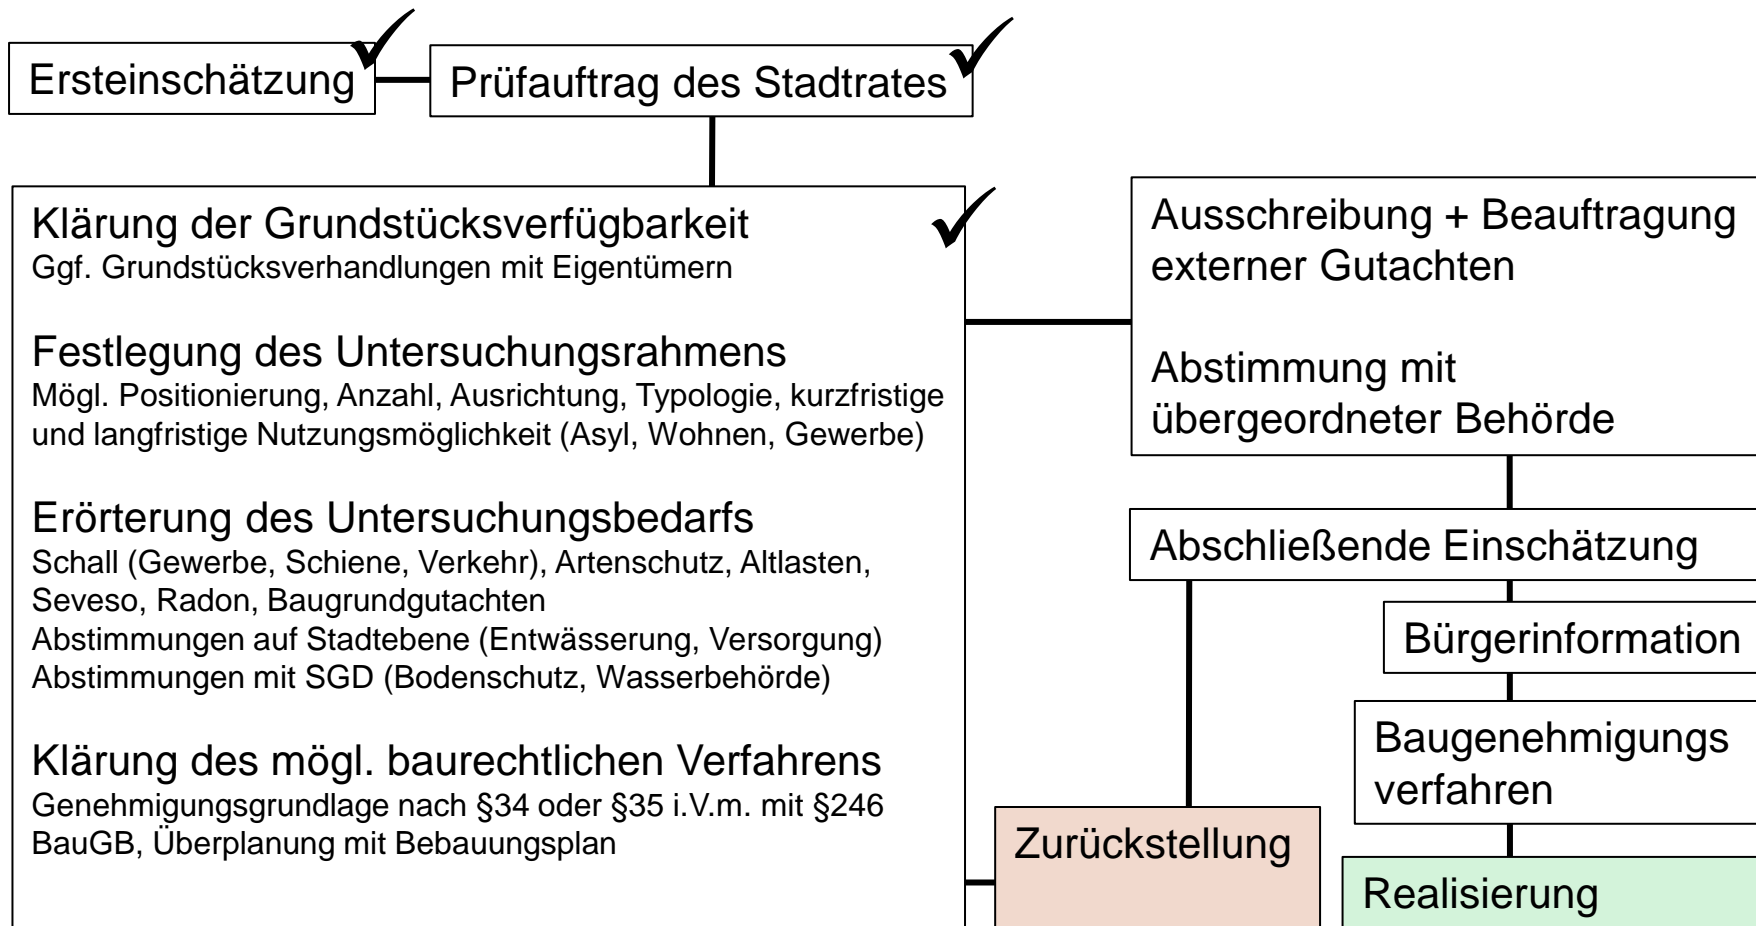 Ersteinschätzung
Prüfauftrag des Stadtrates
Klärung der Grundstücksverfügbarkeit
Ggf. Grundstücksverhandlungen mit Eigentümern
Festlegung des Untersuchungsrahmens
Mögl. Positionierung, Anzahl, Ausrichtung, Typologie, kurzfristige
und langfristige Nutzungsmöglichkeit (Asyl, Wohnen, Gewerbe)
Erörterung des Untersuchungsbedarfs
Schall (Gewerbe, Schiene, Verkehr), Artenschutz, Altlasten,
Seveso, Radon, Baugrundgutachten
Abstimmungen auf Stadtebene (Entwässerung, Versorgung)
Abstimmungen mit SGD (Bodenschutz, Wasserbehörde)
Klärung des mögl. baurechtlichen Verfahrens
Genehmigungsgrundlage nach §34 oder §35 i.V.m. mit §246
BauGB, Überplanung mit Bebauungsplan
Ausschreibung + Beauftragung
externer Gutachten
Abstimmung mit
übergeordneter Behörde
Abschließende Einschätzung
Bürgerinformation
Baugenehmigungs
verfahren
Zurückstellung
Realisierung